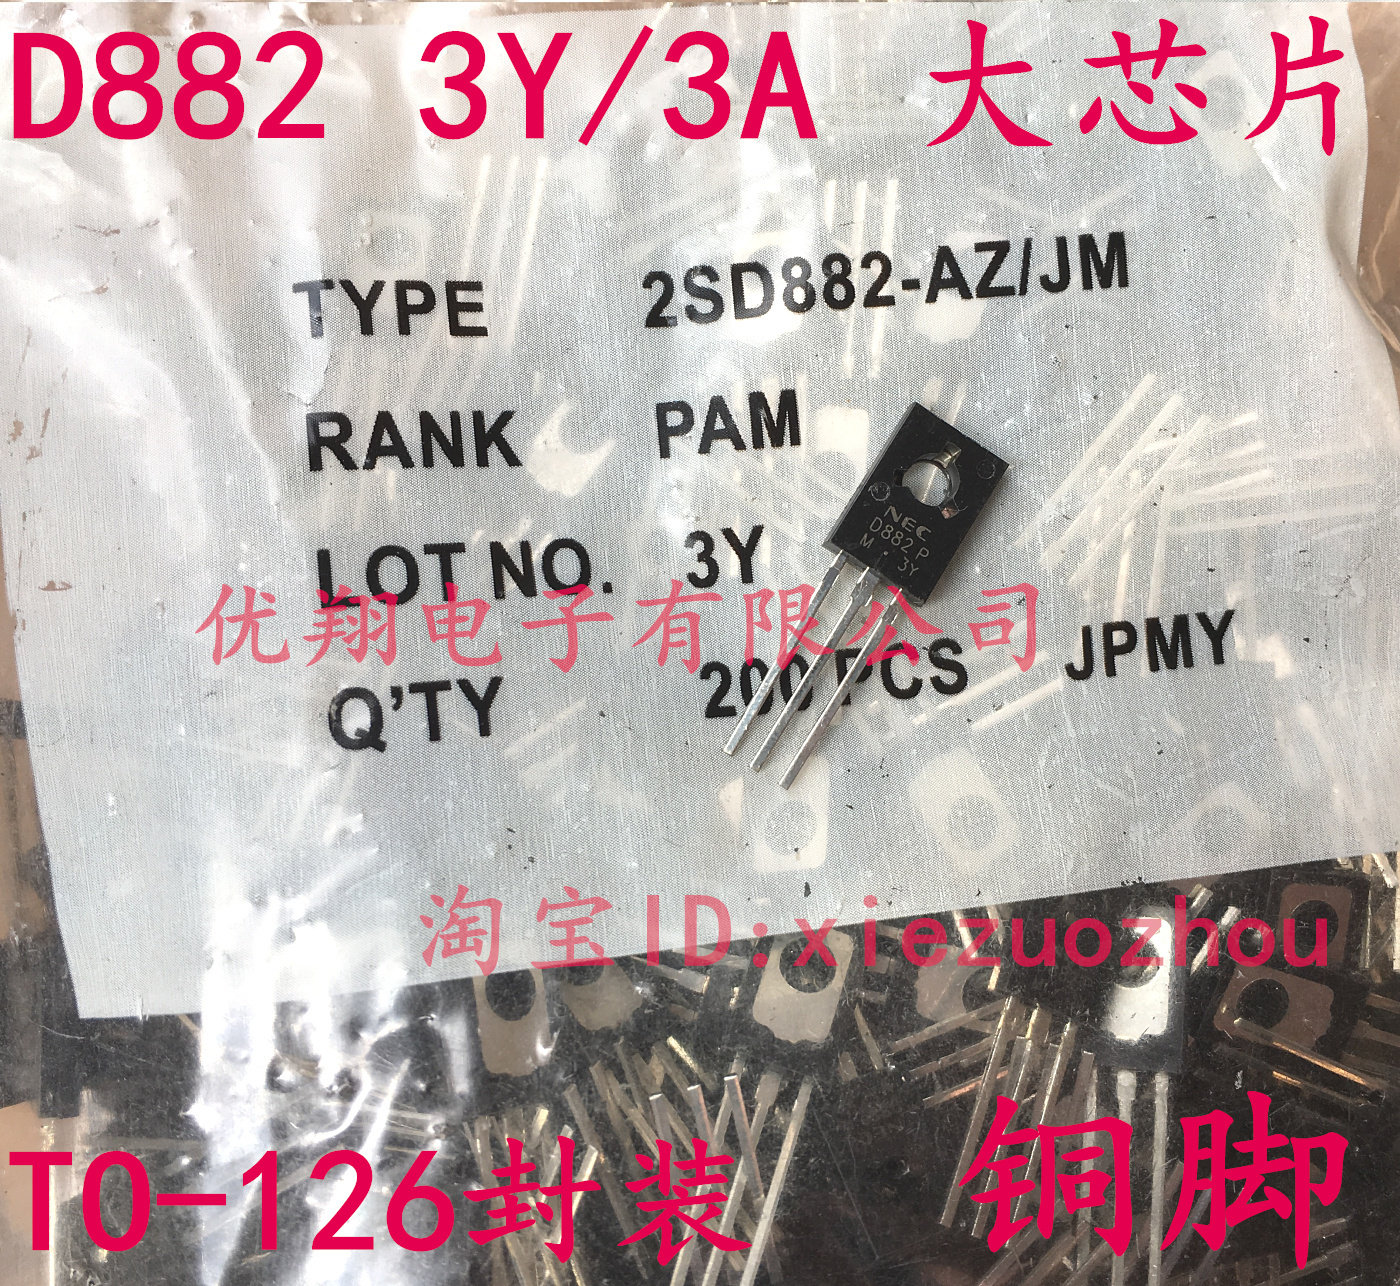 D882 3Y/3A 大芯片
TYPE 2SD882-AZ/JM
RANK PAM
NEC
D882 P
M • 3Y
LOT NO. 3Y
优翔电子有限公司
Q'TY 200 PCS JPMY
淘宝ID:xiezuozhou
TO-126封装 铜脚